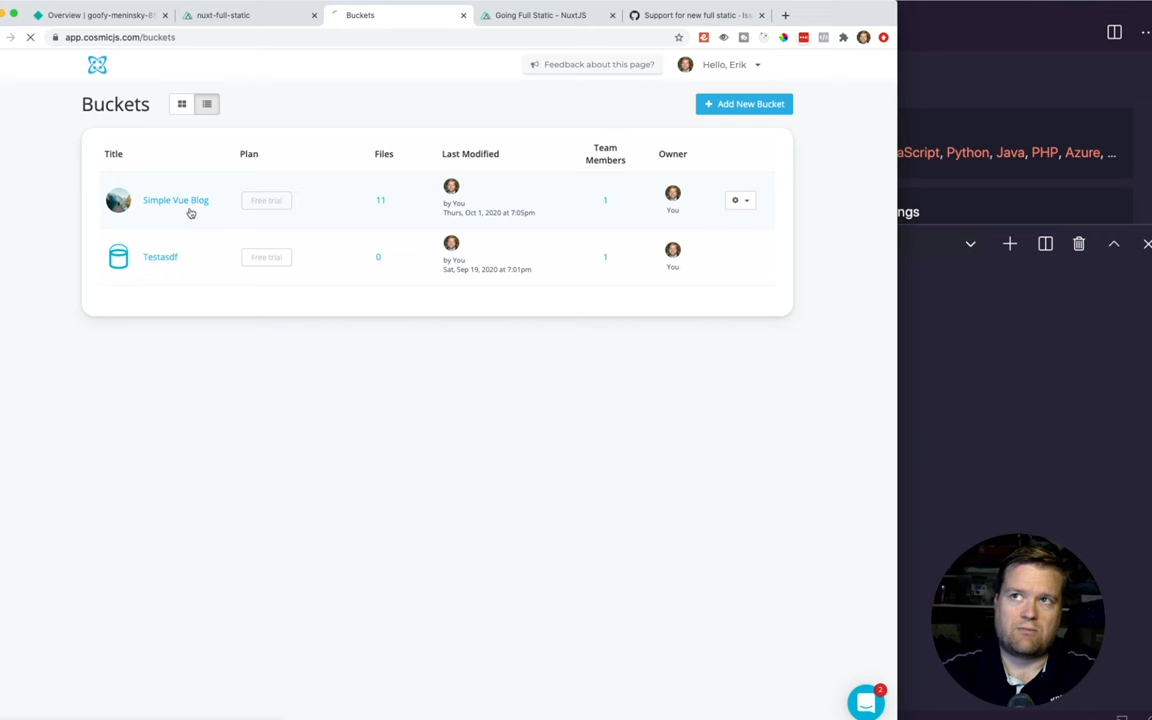 Overview | goofy-meninsky-8
nuxt-full-static
Buckets
Going Full Static - NuxtJS
Support for new full static · Iss
app.cosmicjs.com/buckets
Feedback about this page?
Hello, Erik
Buckets
+ Add New Bucket
Title
Plan
Files
Last Modified
Team
Members
Owner
Simple Vue Blog
Free trial
11
by You
Thurs, Oct 1, 2020 at 7:05pm
1
You
Testasdf
Free trial
0
by You
Sat, Sep 19, 2020 at 7:01pm
1
You
aScript, Python, Java, PHP, Azure, ...
ngs
2